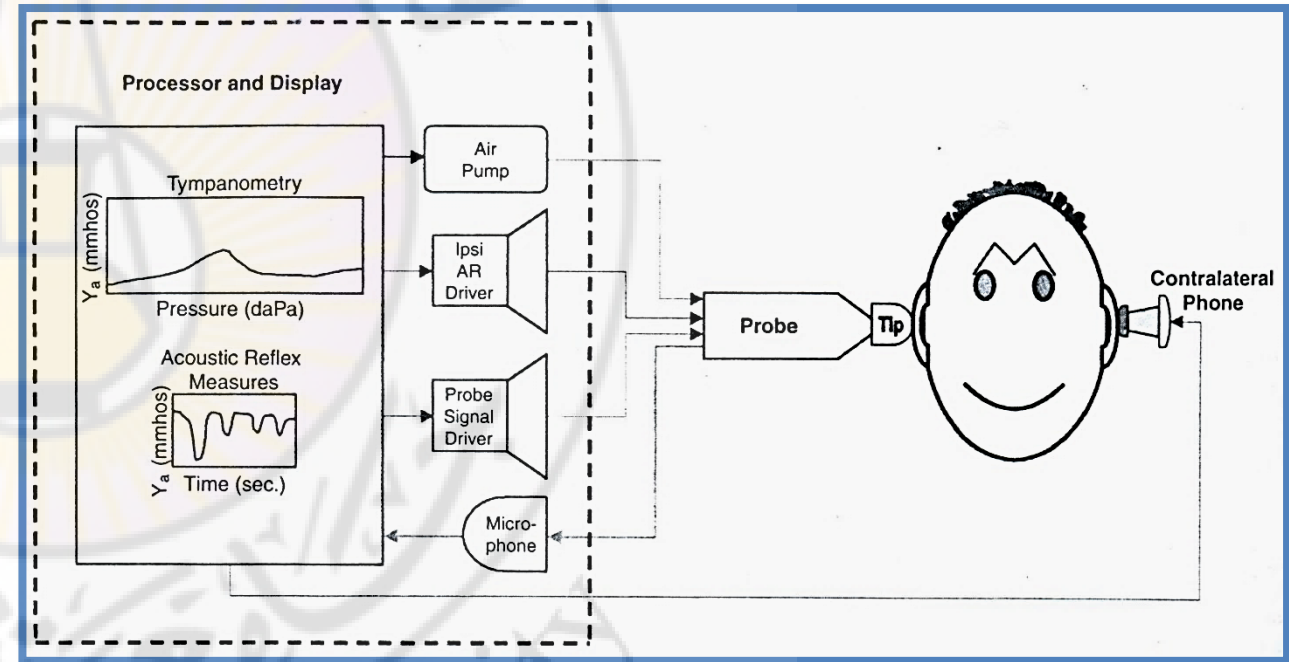 Processor and Display
Tympanometry
Ya (mmhos)
Pressure (daPa)
Acoustic Reflex
Measures
Ya (mmhos)
Time (sec.)
Air
Pump
Ipsi
AR
Driver
Probe
Signal
Driver
Micro-
phone
Probe
Tip
Contralateral
Phone